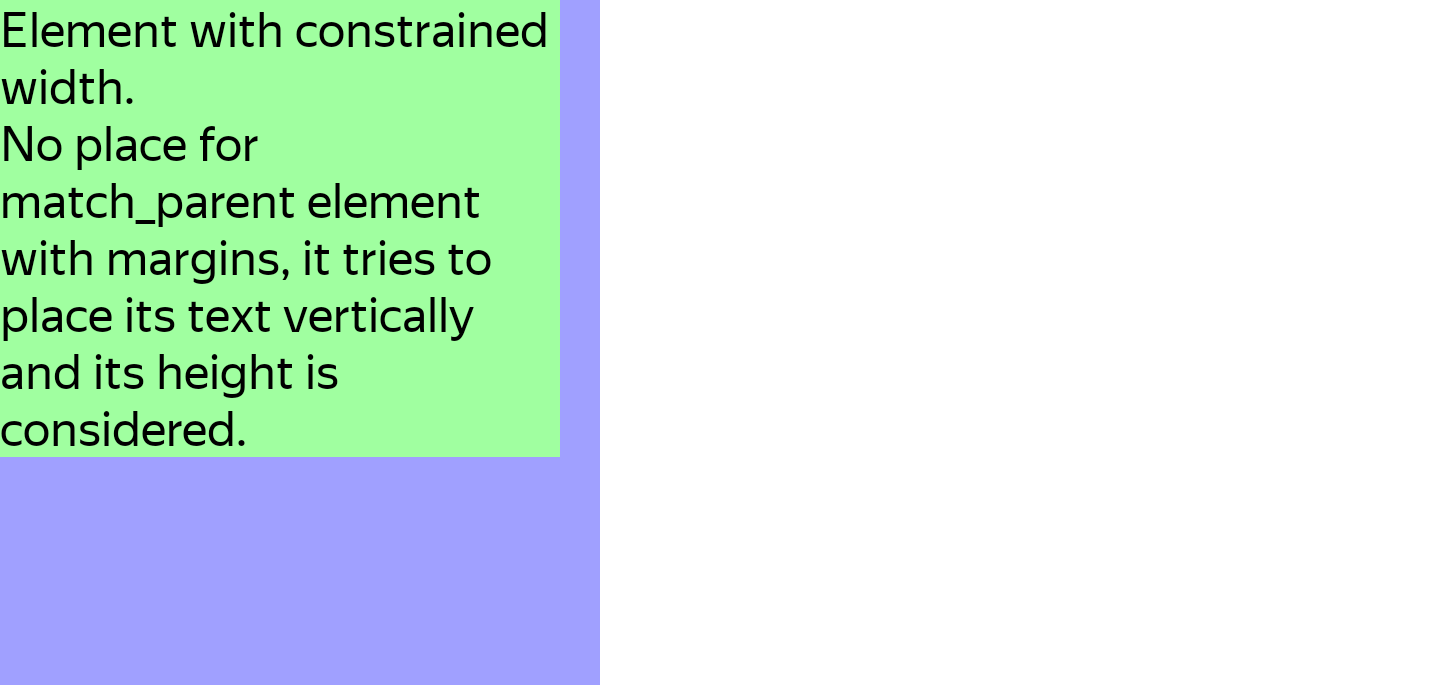 Element with constrained
width.
No place for
match_parent element
with margins, it tries to
place its text vertically
and its height is
considered.